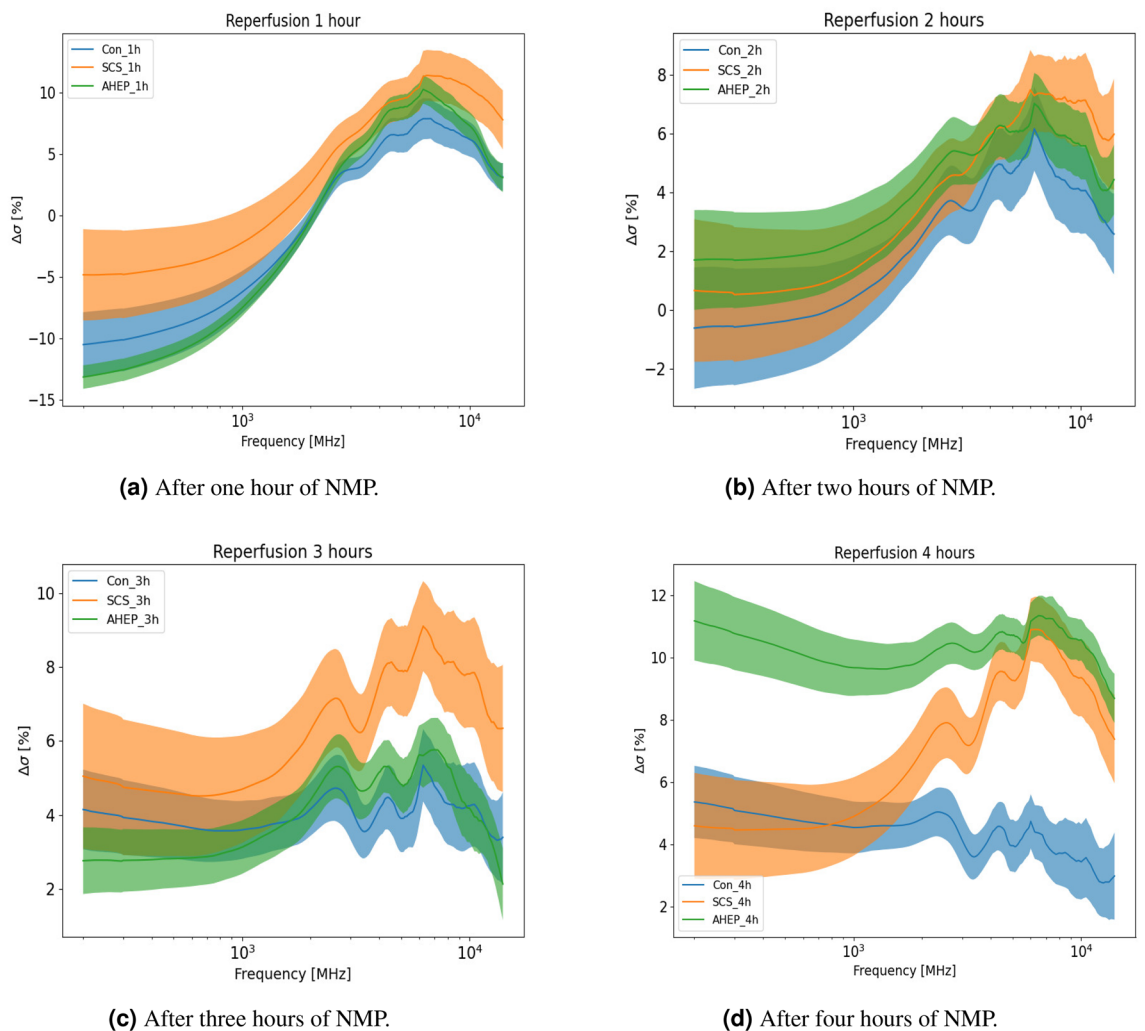 Reperfusion 1 hour
Con_1h
SCS_1h
AHEP_1h
10
5
0
−5
−10
−15
Δσ [%]
10³
10⁴
Frequency [MHz]
(a) After one hour of NMP.
Reperfusion 2 hours
Con_2h
SCS_2h
AHEP_2h
8
6
4
2
0
−2
Δσ [%]
10³
10⁴
Frequency [MHz]
(b) After two hours of NMP.
Reperfusion 3 hours
Con_3h
SCS_3h
AHEP_3h
10
8
6
4
2
Δσ [%]
10³
10⁴
Frequency [MHz]
(c) After three hours of NMP.
Reperfusion 4 hours
12
10
8
6
4
2
Δσ [%]
Con_4h
SCS_4h
AHEP_4h
10³
10⁴
Frequency [MHz]
(d) After four hours of NMP.